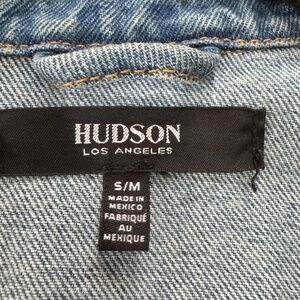 HUDSON
LOS ANGELES
S/M
MADE IN
MEXICO
FABRIQUÉ
AU
MEXIQUE